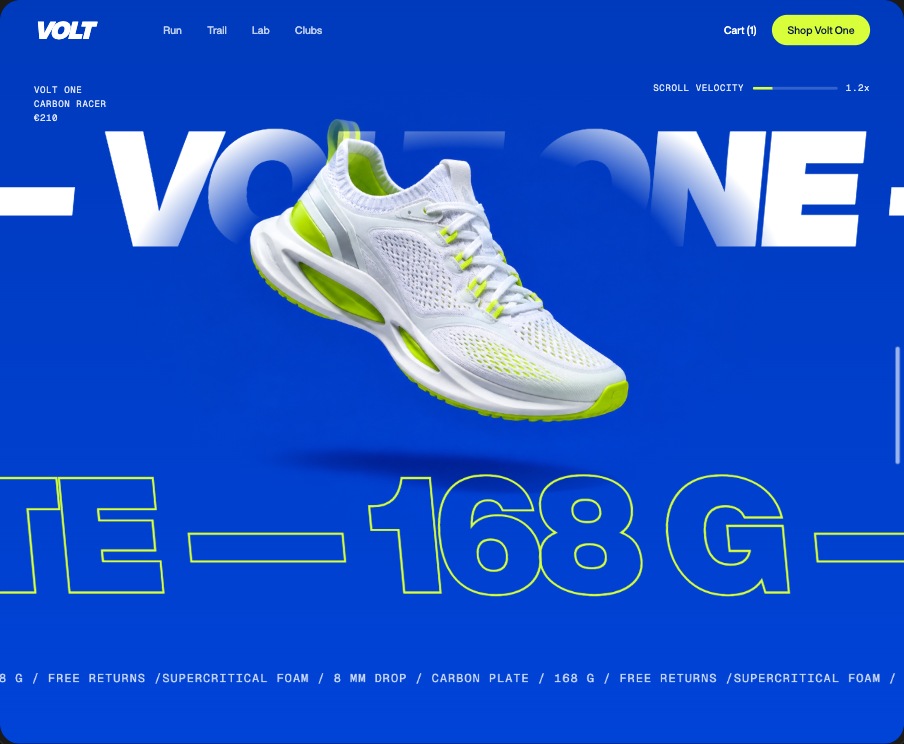 VOLT
Run
Trail
Lab
Clubs
Cart (1)
Shop Volt One
VOLT ONE
CARBON RACER
€210
SCROLL VELOCITY
1.2x
— VOLT ONE —
TE — 168 G —
8 G / FREE RETURNS /SUPERCRITICAL FOAM / 8 MM DROP / CARBON PLATE / 168 G / FREE RETURNS /SUPERCRITICAL FOAM /